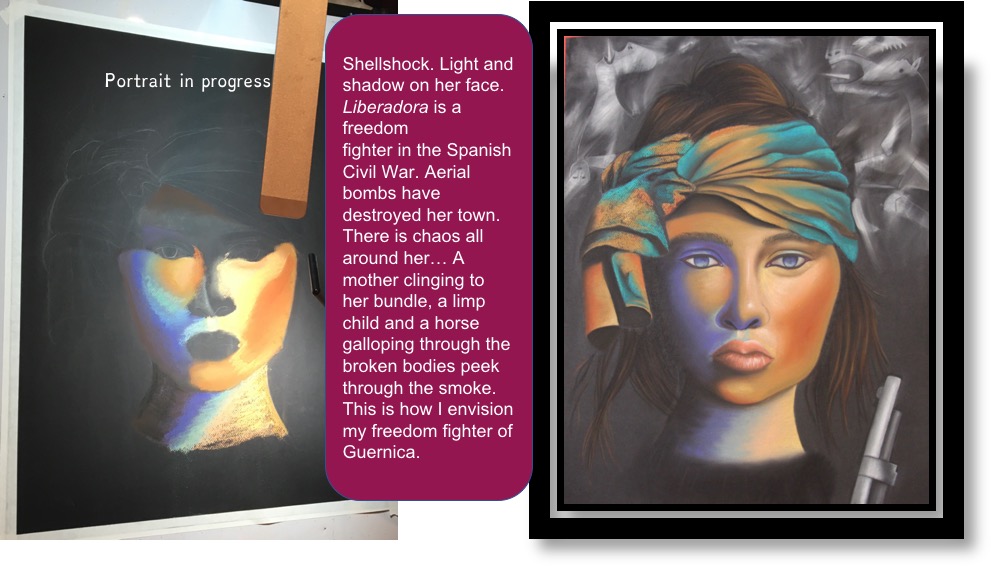 Portrait in progress
Shellshock. Light and
shadow on her face.
Liberadora is a
freedom
fighter in the Spanish
Civil War. Aerial
bombs have
destroyed her town.
There is chaos all
around her… A
mother clinging to
her bundle, a limp
child and a horse
galloping through the
broken bodies peek
through the smoke.
This is how I envision
my freedom fighter of
Guernica.